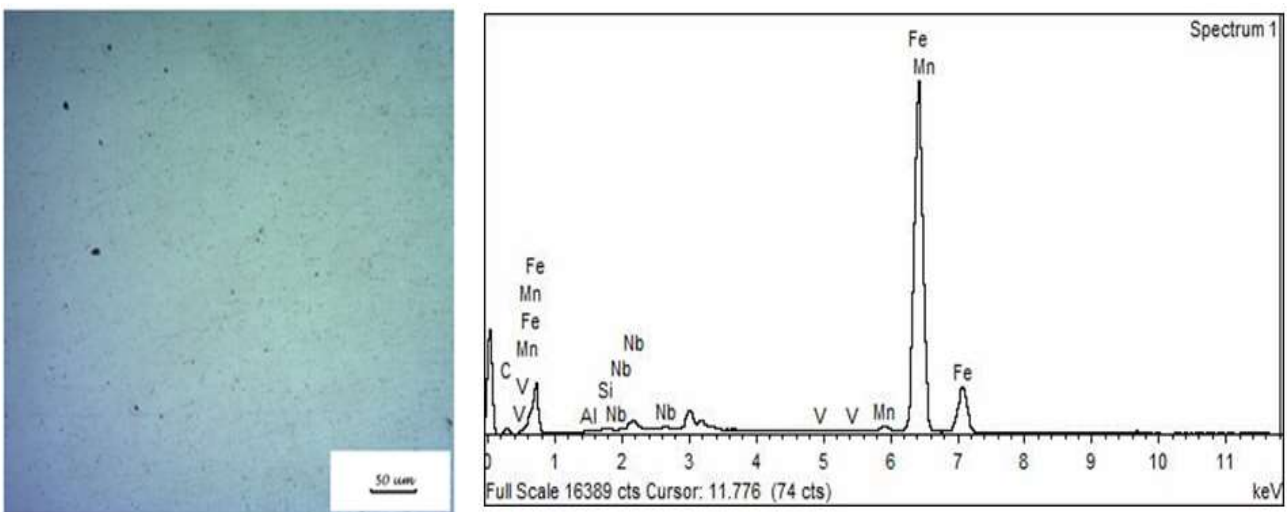 50 um
Spectrum 1
Fe
Mn
Fe
Mn
Fe
Mn
C
V
V
Nb
Nb
Si
Al
Nb
Nb
V
V
Mn
Fe
0 1 2 3 4 5 6 7 8 9 10 11
Full Scale 16389 cts Cursor: 11.776 (74 cts)
keV